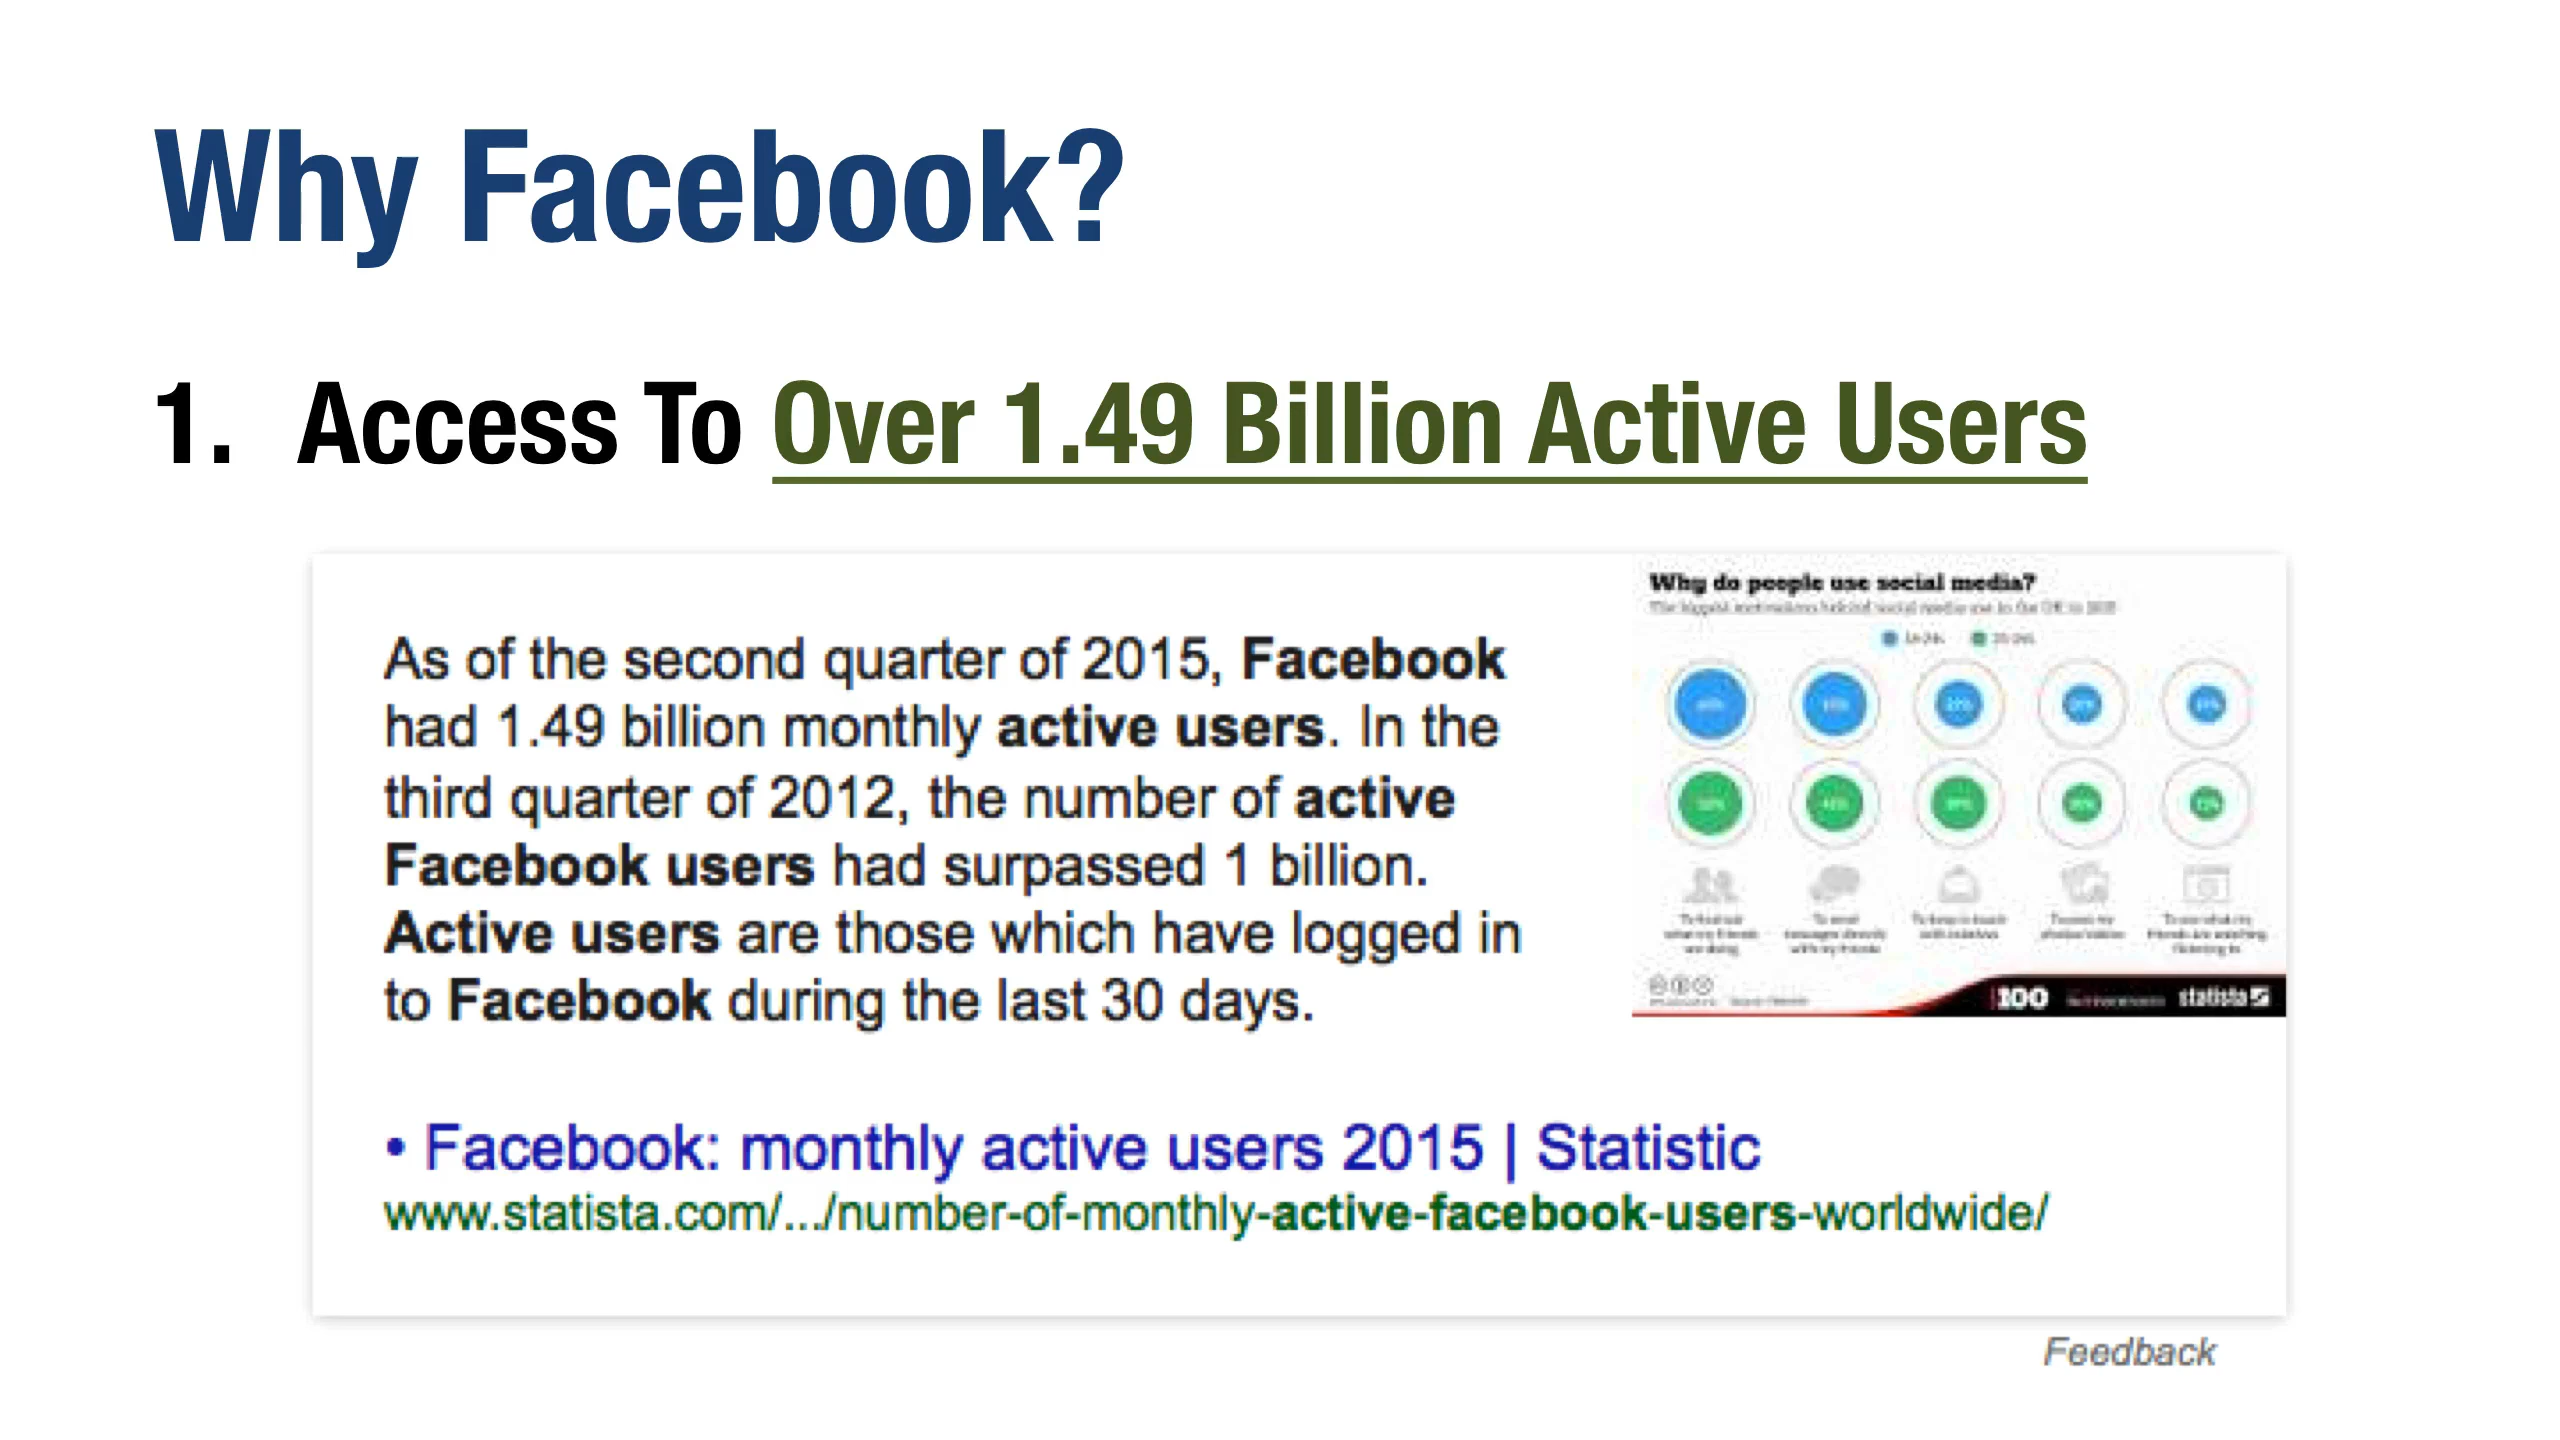 Why Facebook?
1. Access To Over 1.49 Billion Active Users
As of the second quarter of 2015, Facebook
had 1.49 billion monthly active users. In the
third quarter of 2012, the number of active
Facebook users had surpassed 1 billion.
Active users are those which have logged in
to Facebook during the last 30 days.
Why do people use social media?
100 statista
• Facebook: monthly active users 2015 | Statistic
www.statista.com/.../number-of-monthly-active-facebook-users-worldwide/
Feedback